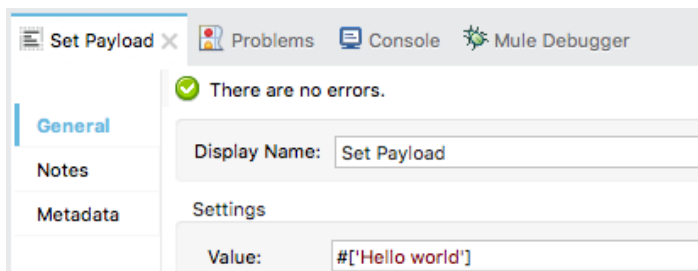 Set Payload Problems Console Mule Debugger
There are no errors.
General
Display Name: Set Payload
Notes
Metadata
Settings
Value: #['Hello world']